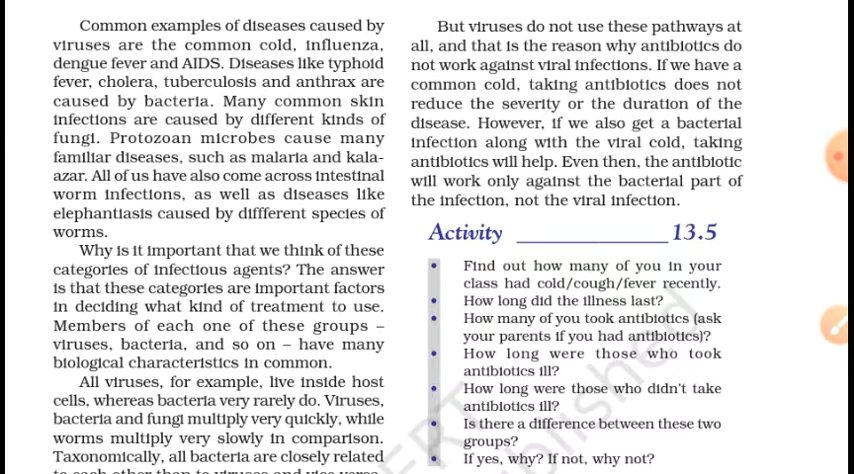 Common examples of diseases caused by
viruses are the common cold, influenza,
dengue fever and AIDS. Diseases like typhoid
fever, cholera, tuberculosis and anthrax are
caused by bacteria. Many common skin
infections are caused by different kinds of
fungi. Protozoan microbes cause many
familiar diseases, such as malaria and kala-
azar. All of us have also come across intestinal
worm infections, as well as diseases like
elephantiasis caused by diffferent species of
worms.
Why is it important that we think of these
categories of infectious agents? The answer
is that these categories are important factors
in deciding what kind of treatment to use.
Members of each one of these groups –
viruses, bacteria, and so on – have many
biological characteristics in common.
All viruses, for example, live inside host
cells, whereas bacteria very rarely do. Viruses,
bacteria and fungi multiply very quickly, while
worms multiply very slowly in comparison.
Taxonomically, all bacteria are closely related
to each other than to viruses and vice versa.
But viruses do not use these pathways at
all, and that is the reason why antibiotics do
not work against viral infections. If we have a
common cold, taking antibiotics does not
reduce the severity or the duration of the
disease. However, if we also get a bacterial
infection along with the viral cold, taking
antibiotics will help. Even then, the antibiotic
will work only against the bacterial part of
the infection, not the viral infection.
Activity ______________ 13.5
• Find out how many of you in your
class had cold/cough/fever recently.
• How long did the illness last?
• How many of you took antibiotics (ask
your parents if you had antibiotics)?
• How long were those who took
antibiotics ill?
• How long were those who didn't take
antibiotics ill?
• Is there a difference between these two
groups?
• If yes, why? If not, why not?